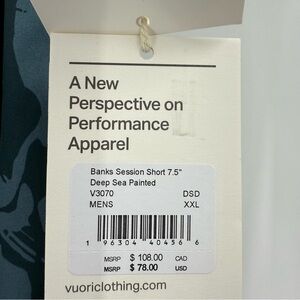 A New
Perspective on
Performance
Apparel
Banks Session Short 7.5"
Deep Sea Painted
V3070 DSD
MENS XXL
1 96304 40456 6
MSRP $ 108.00 CAD
MSRP $ 78.00 USD
vuoriclothing.com